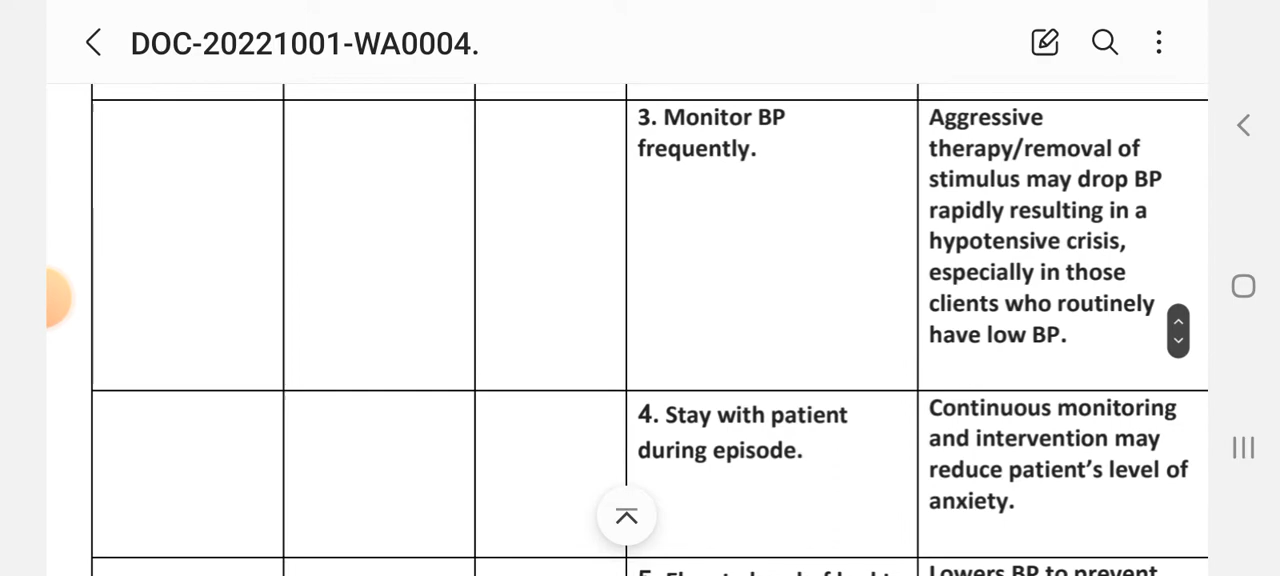 DOC-20221001-WA0004.
3. Monitor BP
frequently.
Aggressive
therapy/removal of
stimulus may drop BP
rapidly resulting in a
hypotensive crisis,
especially in those
clients who routinely
have low BP.
4. Stay with patient
during episode.
Continuous monitoring
and intervention may
reduce patient's level of
anxiety.
Lowers BP to prevent